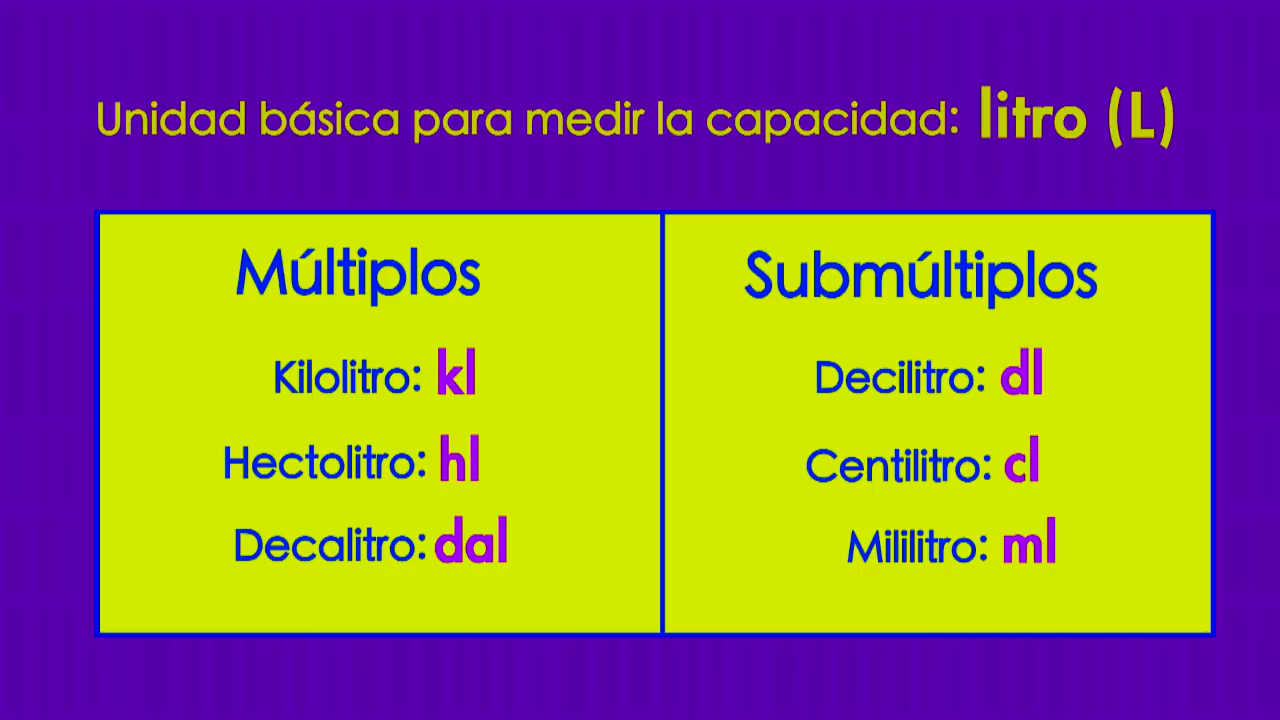 Unidad básica para medir la capacidad: litro (L)
Múltiplos
Kilolitro: kl
Hectolitro: hl
Decalitro: dal
Submúltiplos
Decilitro: dl
Centilitro: cl
Mililitro: ml